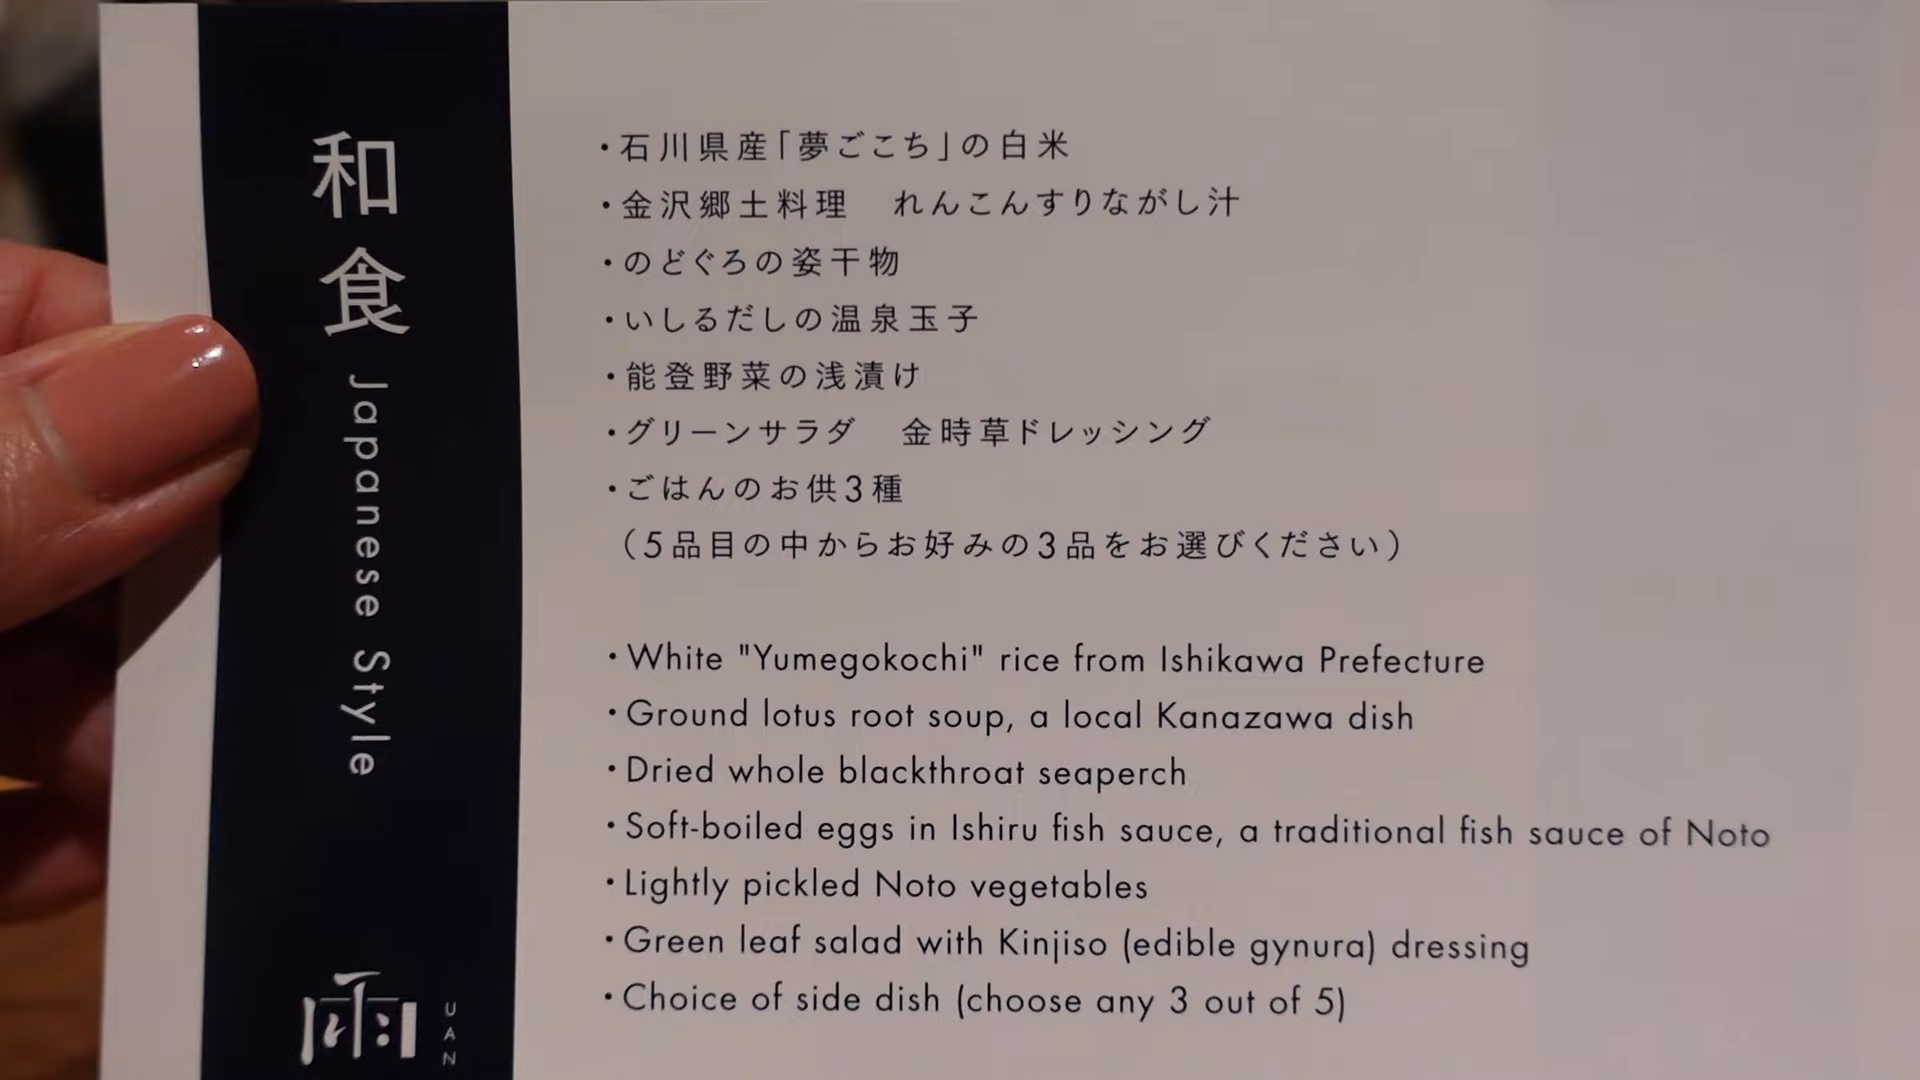 和食 Japanese Style
・石川県産「夢ごこち」の白米
・金沢郷土料理　れんこんすりながし汁
・のどぐろの姿干物
・いしるだしの温泉玉子
・能登野菜の浅漬け
・グリーンサラダ　金時草ドレッシング
・ごはんのお供3種
（5品目の中からお好みの3品をお選びください）
・White "Yumegokochi" rice from Ishikawa Prefecture
・Ground lotus root soup, a local Kanazawa dish
・Dried whole blackthroat seaperch
・Soft-boiled eggs in Ishiru fish sauce, a traditional fish sauce of Noto
・Lightly pickled Noto vegetables
・Green leaf salad with Kinjiso (edible gynura) dressing
・Choice of side dish (choose any 3 out of 5)
雨 UAN